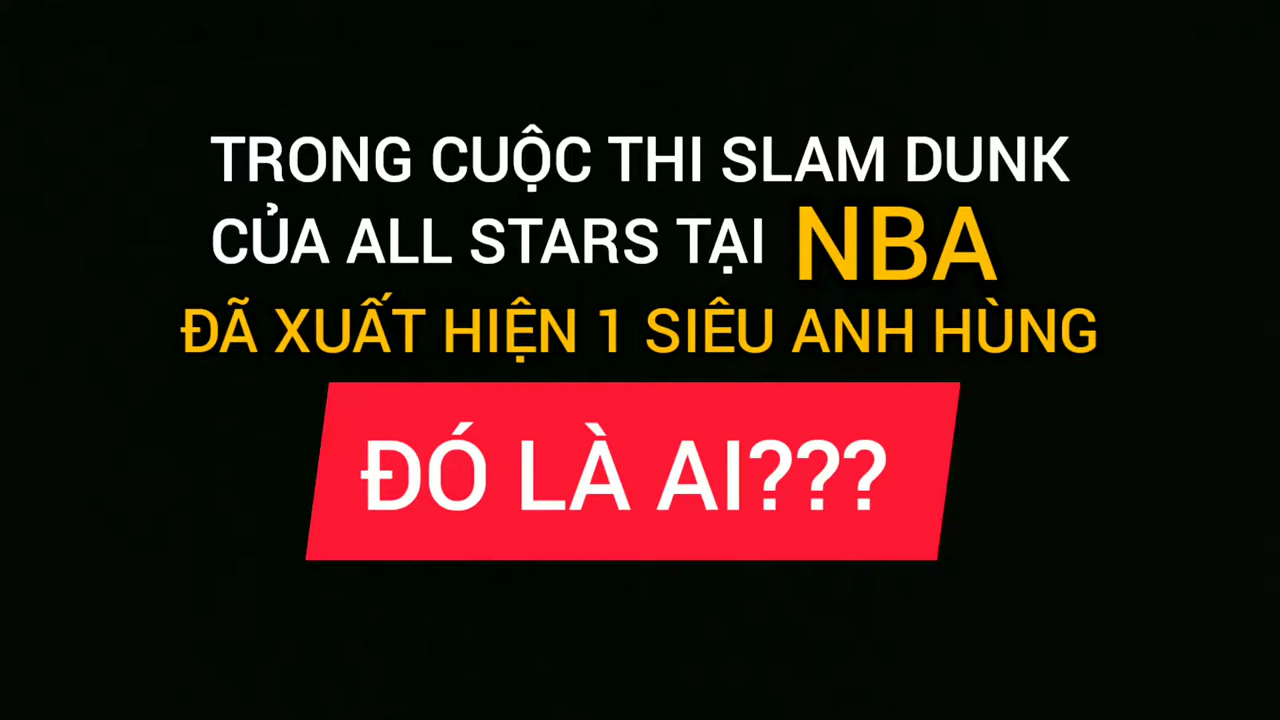 TRONG CUỘC THI SLAM DUNK
CỦA ALL STARS TẠI NBA
ĐÃ XUẤT HIỆN 1 SIÊU ANH HÙNG
ĐÓ LÀ AI???